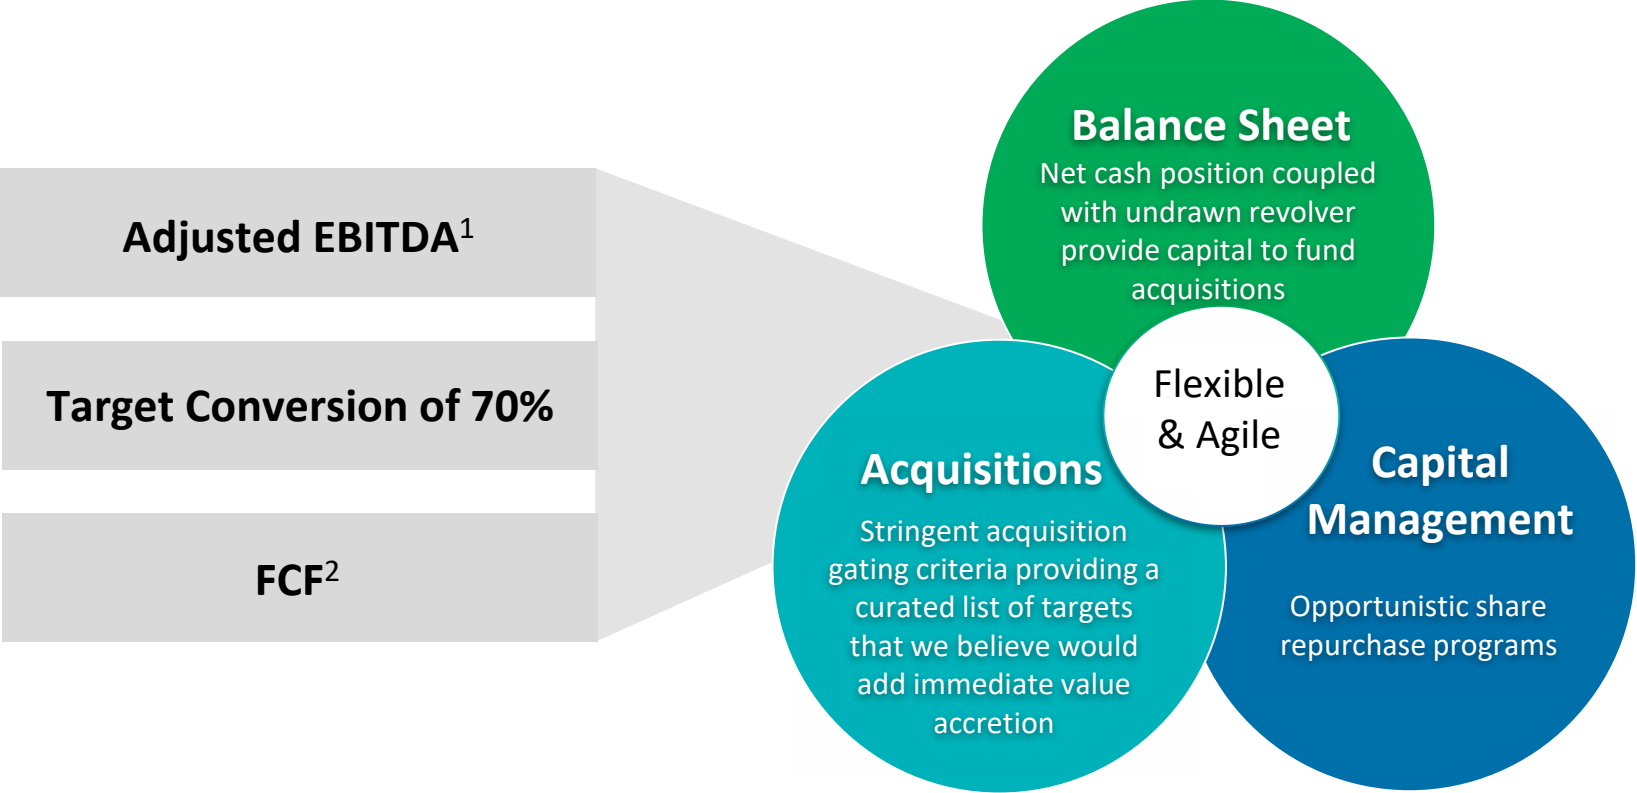 Adjusted EBITDA¹
Target Conversion of 70%
FCF²
Balance Sheet
Net cash position coupled
with undrawn revolver
provide capital to fund
acquisitions
Flexible
& Agile
Acquisitions
Stringent acquisition
gating criteria providing a
curated list of targets
that we believe would
add immediate value
accretion
Capital
Management
Opportunistic share
repurchase programs